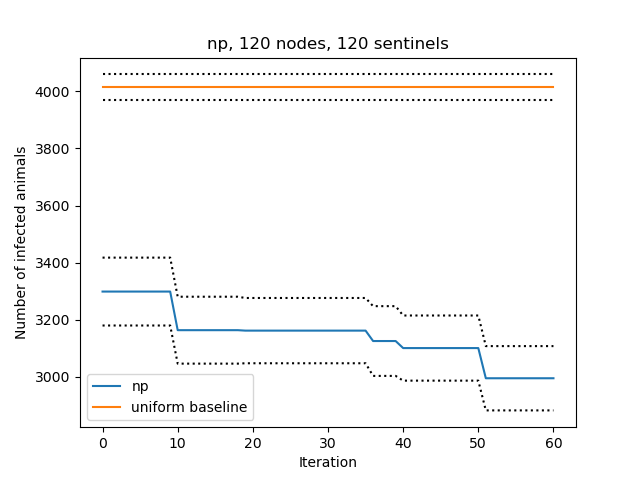 np, 120 nodes, 120 sentinels
Number of infected animals
4000
3800
3600
3400
3200
3000
np
uniform baseline
0 10 20 30 40 50 60
Iteration